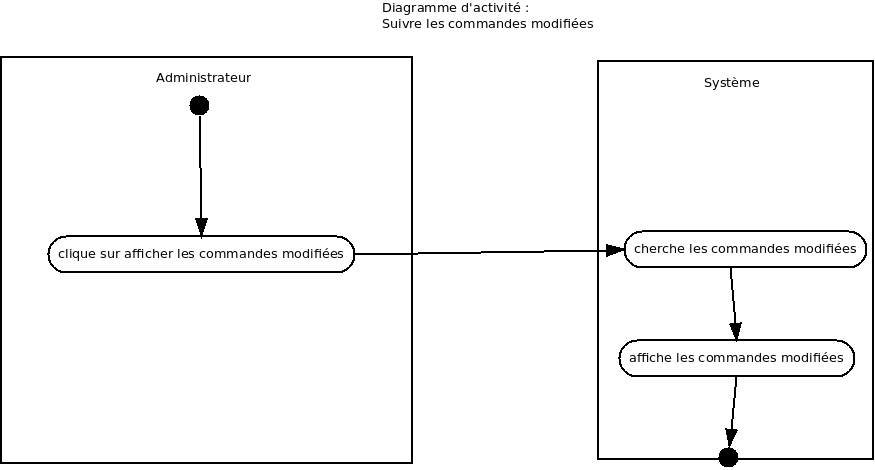 Diagramme d'activité :
Suivre les commandes modifiées
Administrateur
Système
clique sur afficher les commandes modifiées
cherche les commandes modifiées
affiche les commandes modifiées